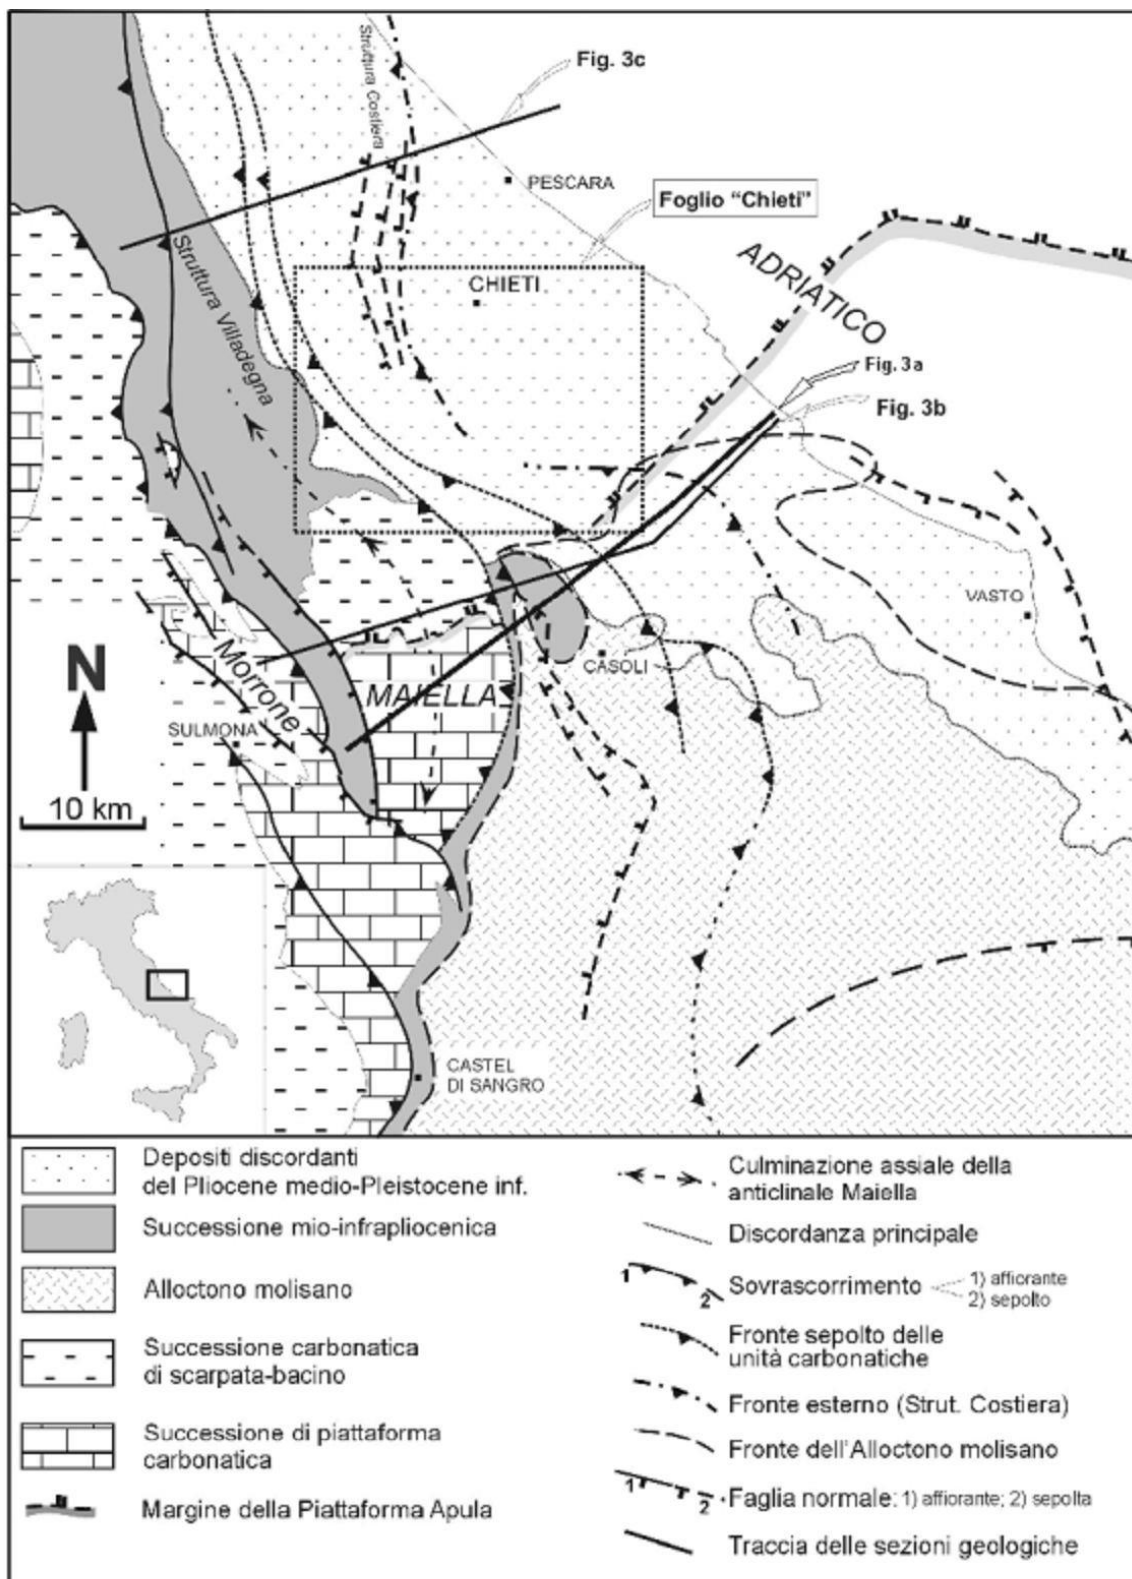 Struttura Costiera
Fig. 3c
PESCARA
Foglio “Chieti”
Struttura Villadegna
CHIETI
ADRIATICO
Fig. 3a
Fig. 3b
VASTO
N
Morrone
MAIELLA
CASOLI
SULMONA
10 km
CASTEL
DI SANGRO
Depositi discordanti
del Pliocene medio-Pleistocene inf.
Successione mio-infrapliocenica
Alloctono molisano
Successione carbonatica
di scarpata-bacino
Successione di piattaforma
carbonatica
Margine della Piattaforma Apula
Culminazione assiale della
anticlinale Maiella
Discordanza principale
1 2 Sovrascorrimento 1) affiorante
2) sepolto
Fronte sepolto delle
unità carbonatiche
Fronte esterno (Strut. Costiera)
Fronte dell'Alloctono molisano
1 2 Faglia normale: 1) affiorante; 2) sepolta
Traccia delle sezioni geologiche